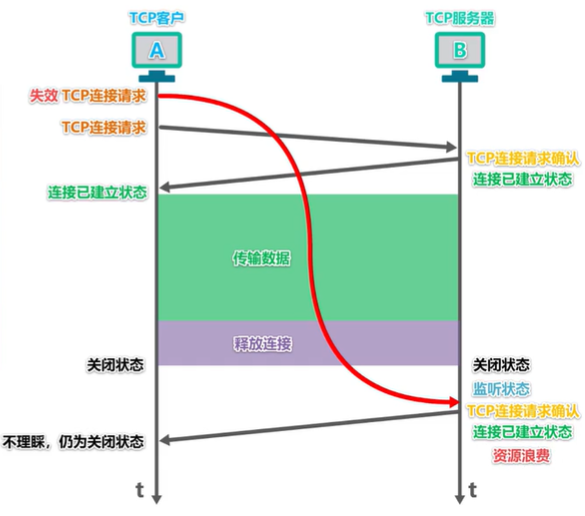 TCP客户
TCP服务器
A
B
失效 TCP连接请求
TCP连接请求
TCP连接请求确认
连接已建立状态
连接已建立状态
传输数据
释放连接
关闭状态
关闭状态
监听状态
TCP连接请求确认
连接已建立状态
不理睬，仍为关闭状态
资源浪费
t
t